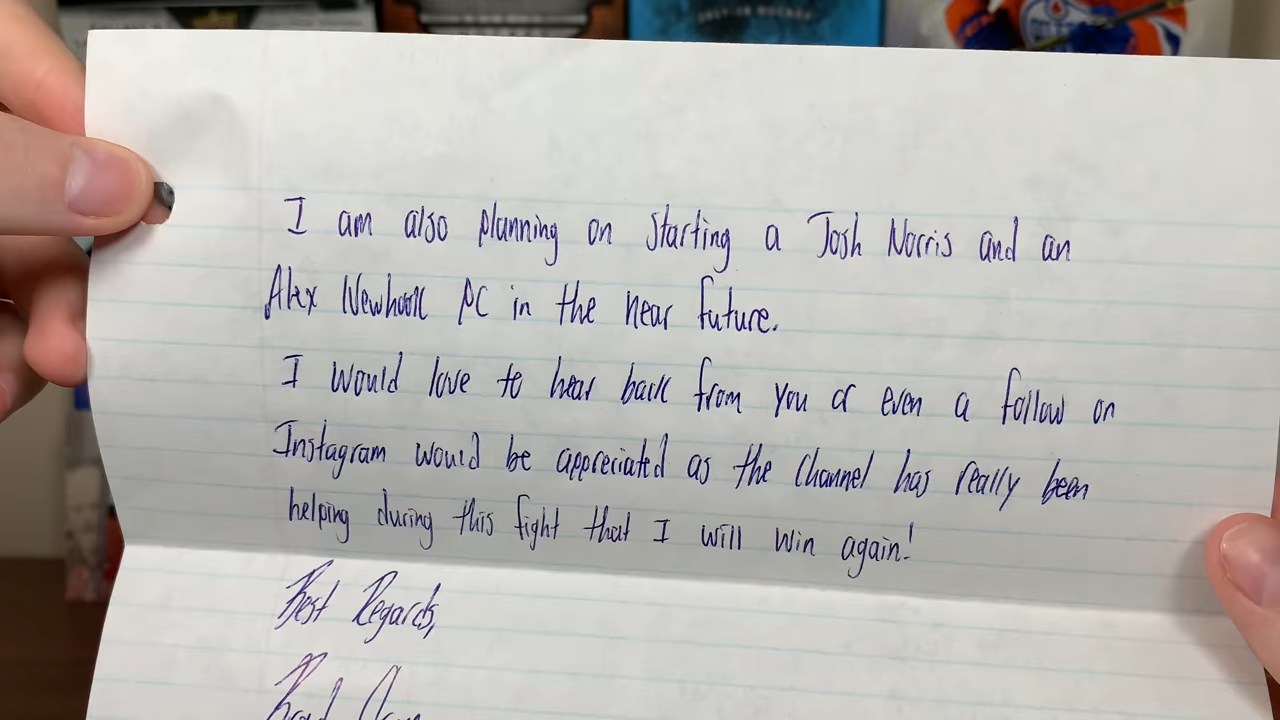 I am also planning on starting a Josh Norris and an
Alex Newhook PC in the near future.
I would love to hear back from you or even a follow on
Instagram would be appreciated as the channel has really been
helping during this fight that I will win again!
Best Regards,